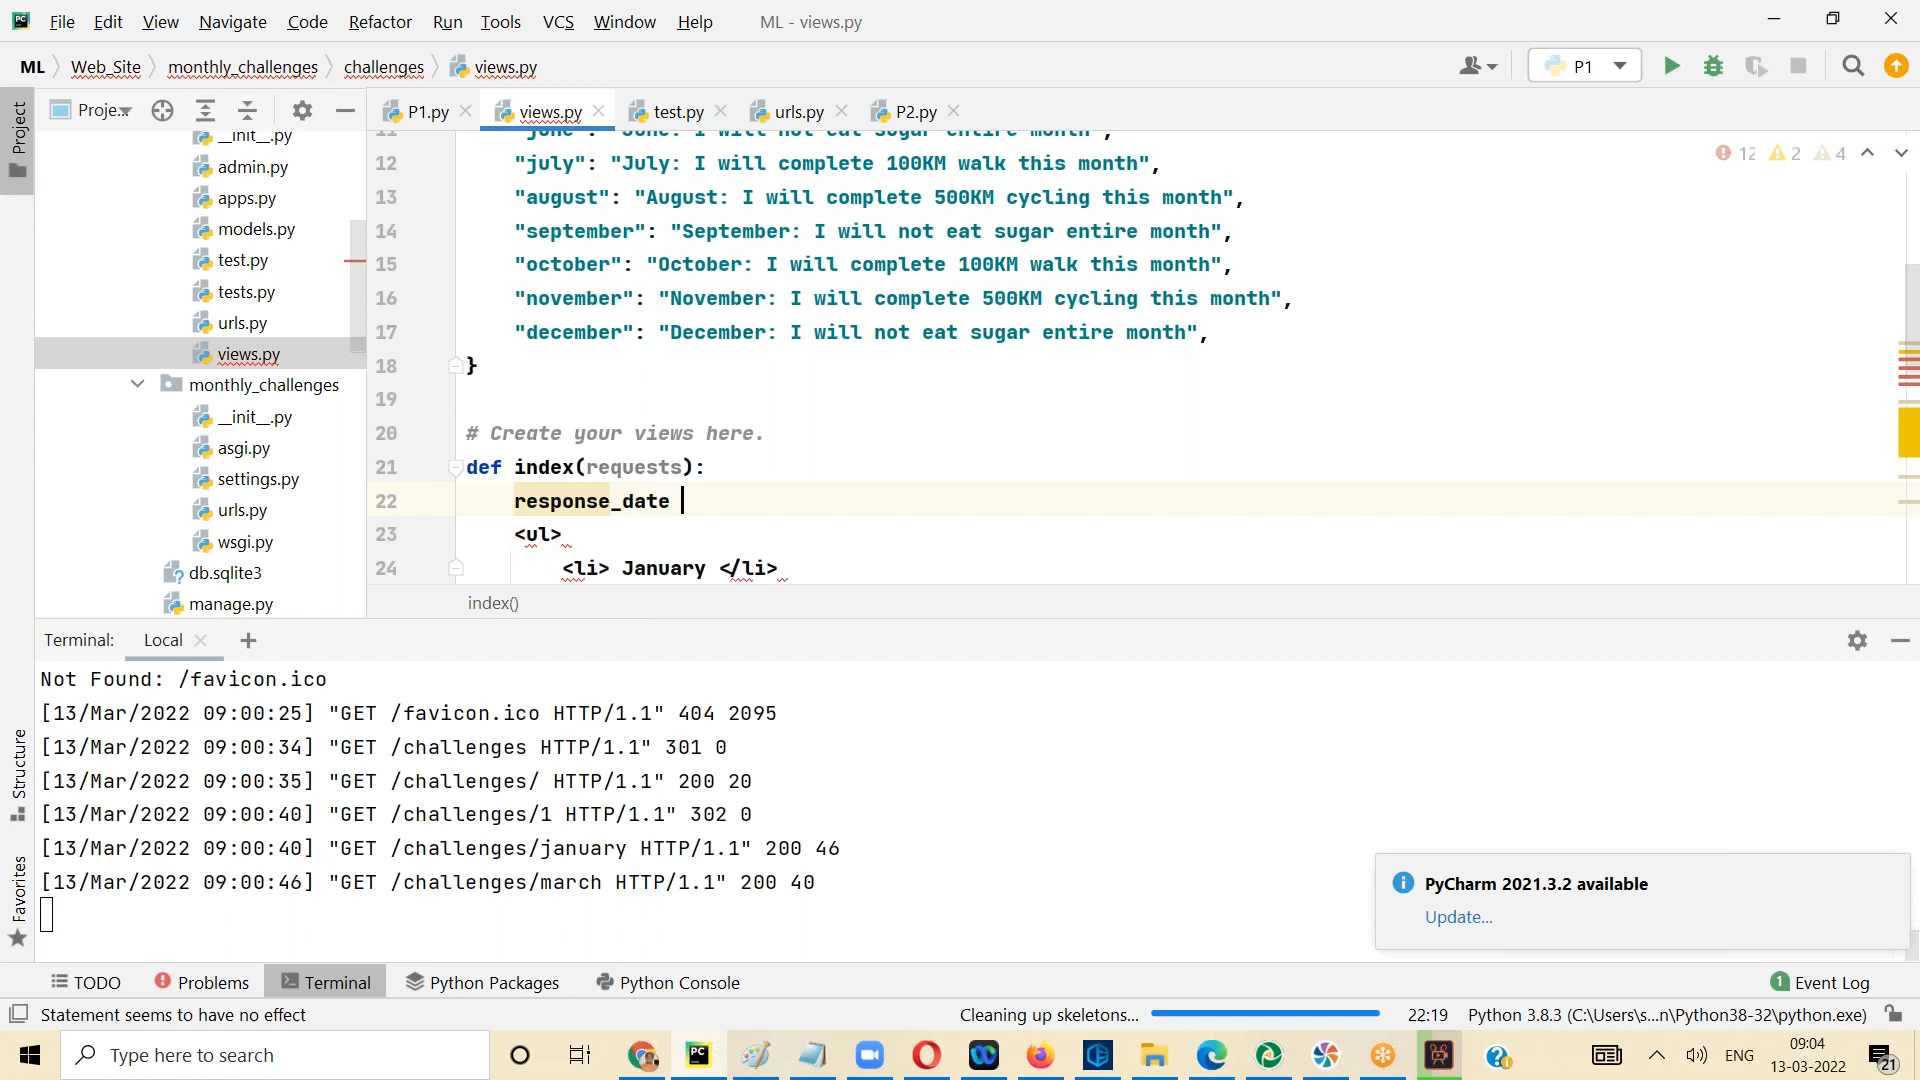 File Edit View Navigate Code Refactor Run Tools VCS Window Help ML - views.py
ML Web_Site monthly_challenges challenges views.py P1
Project
Proje
P1.py views.py test.py urls.py P2.py
__init__.py
admin.py
apps.py
models.py
test.py
tests.py
urls.py
views.py
monthly_challenges
__init__.py
asgi.py
settings.py
urls.py
wsgi.py
db.sqlite3
manage.py
12 2 4
11 "june": "June: I will not eat sugar entire month",
12 "july": "July: I will complete 100KM walk this month",
13 "august": "August: I will complete 500KM cycling this month",
14 "september": "September: I will not eat sugar entire month",
15 "october": "October: I will complete 100KM walk this month",
16 "november": "November: I will complete 500KM cycling this month",
17 "december": "December: I will not eat sugar entire month",
18 }
19
20 # Create your views here.
21 def index(requests):
22 response_date
23 <ul>
24 <li> January </li>
index()
Terminal: Local
Not Found: /favicon.ico
[13/Mar/2022 09:00:25] "GET /favicon.ico HTTP/1.1" 404 2095
[13/Mar/2022 09:00:34] "GET /challenges HTTP/1.1" 301 0
[13/Mar/2022 09:00:35] "GET /challenges/ HTTP/1.1" 200 20
[13/Mar/2022 09:00:40] "GET /challenges/1 HTTP/1.1" 302 0
[13/Mar/2022 09:00:40] "GET /challenges/january HTTP/1.1" 200 46
[13/Mar/2022 09:00:46] "GET /challenges/march HTTP/1.1" 200 40
Structure
Favorites
PyCharm 2021.3.2 available
Update...
TODO Problems Terminal Python Packages Python Console 1 Event Log
Statement seems to have no effect Cleaning up skeletons... 22:19 Python 3.8.3 (C:\Users\s...n\Python38-32\python.exe)
Type here to search
ENG
09:04
13-03-2022
21